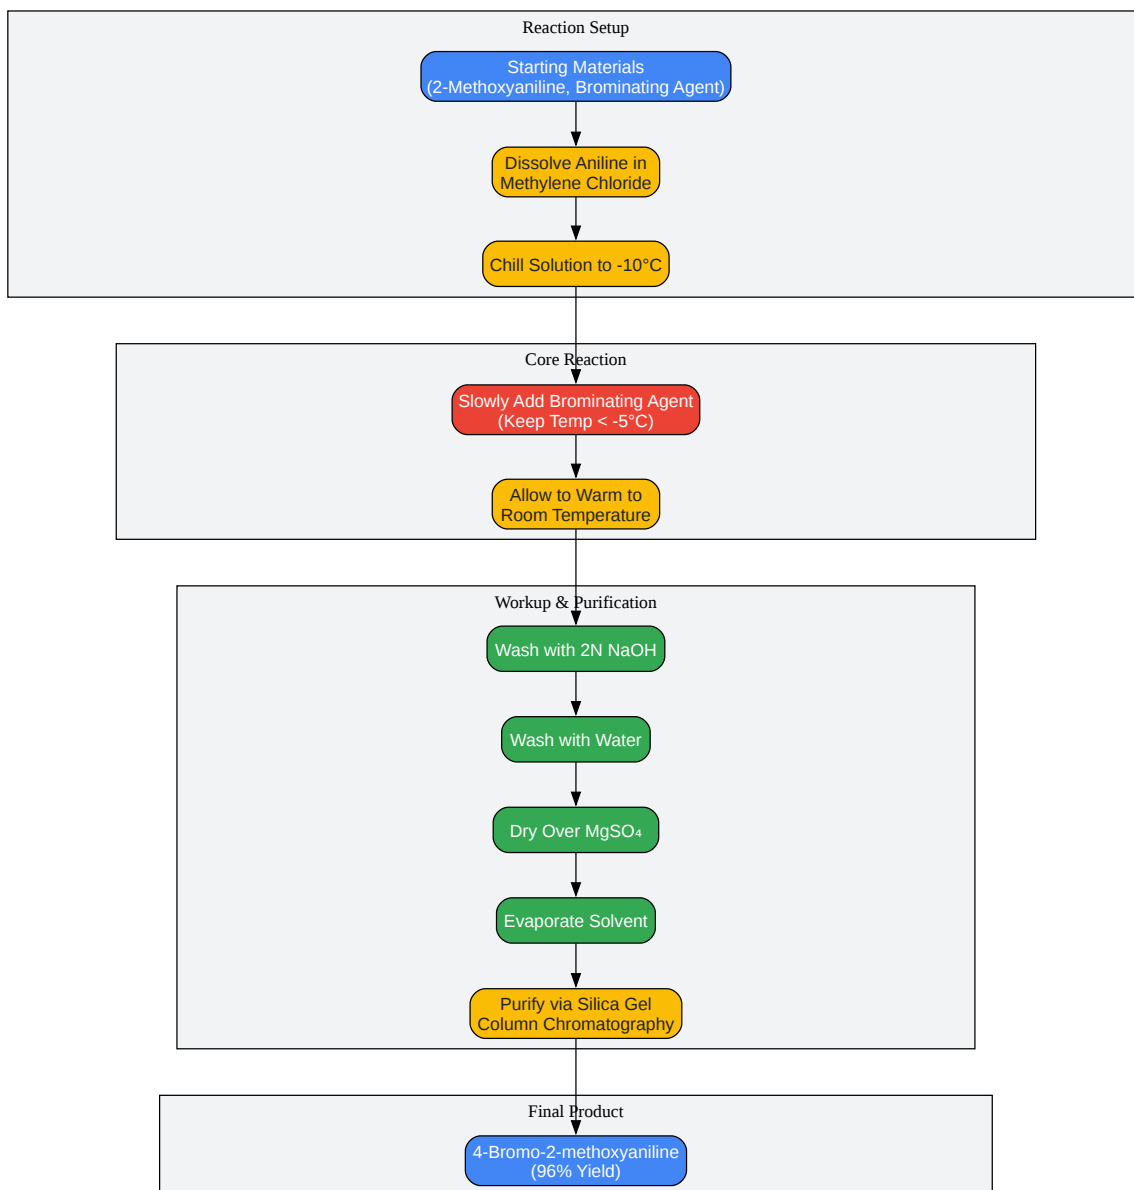 Reaction Setup
Starting Materials
(2-Methoxyaniline, Brominating Agent)
Dissolve Aniline in
Methylene Chloride
Chill Solution to -10°C
Core Reaction
Slowly Add Brominating Agent
(Keep Temp < -5°C)
Allow to Warm to
Room Temperature
Workup & Purification
Wash with 2N NaOH
Wash with Water
Dry Over MgSO₄
Evaporate Solvent
Purify via Silica Gel
Column Chromatography
Final Product
4-Bromo-2-methoxyaniline
(96% Yield)